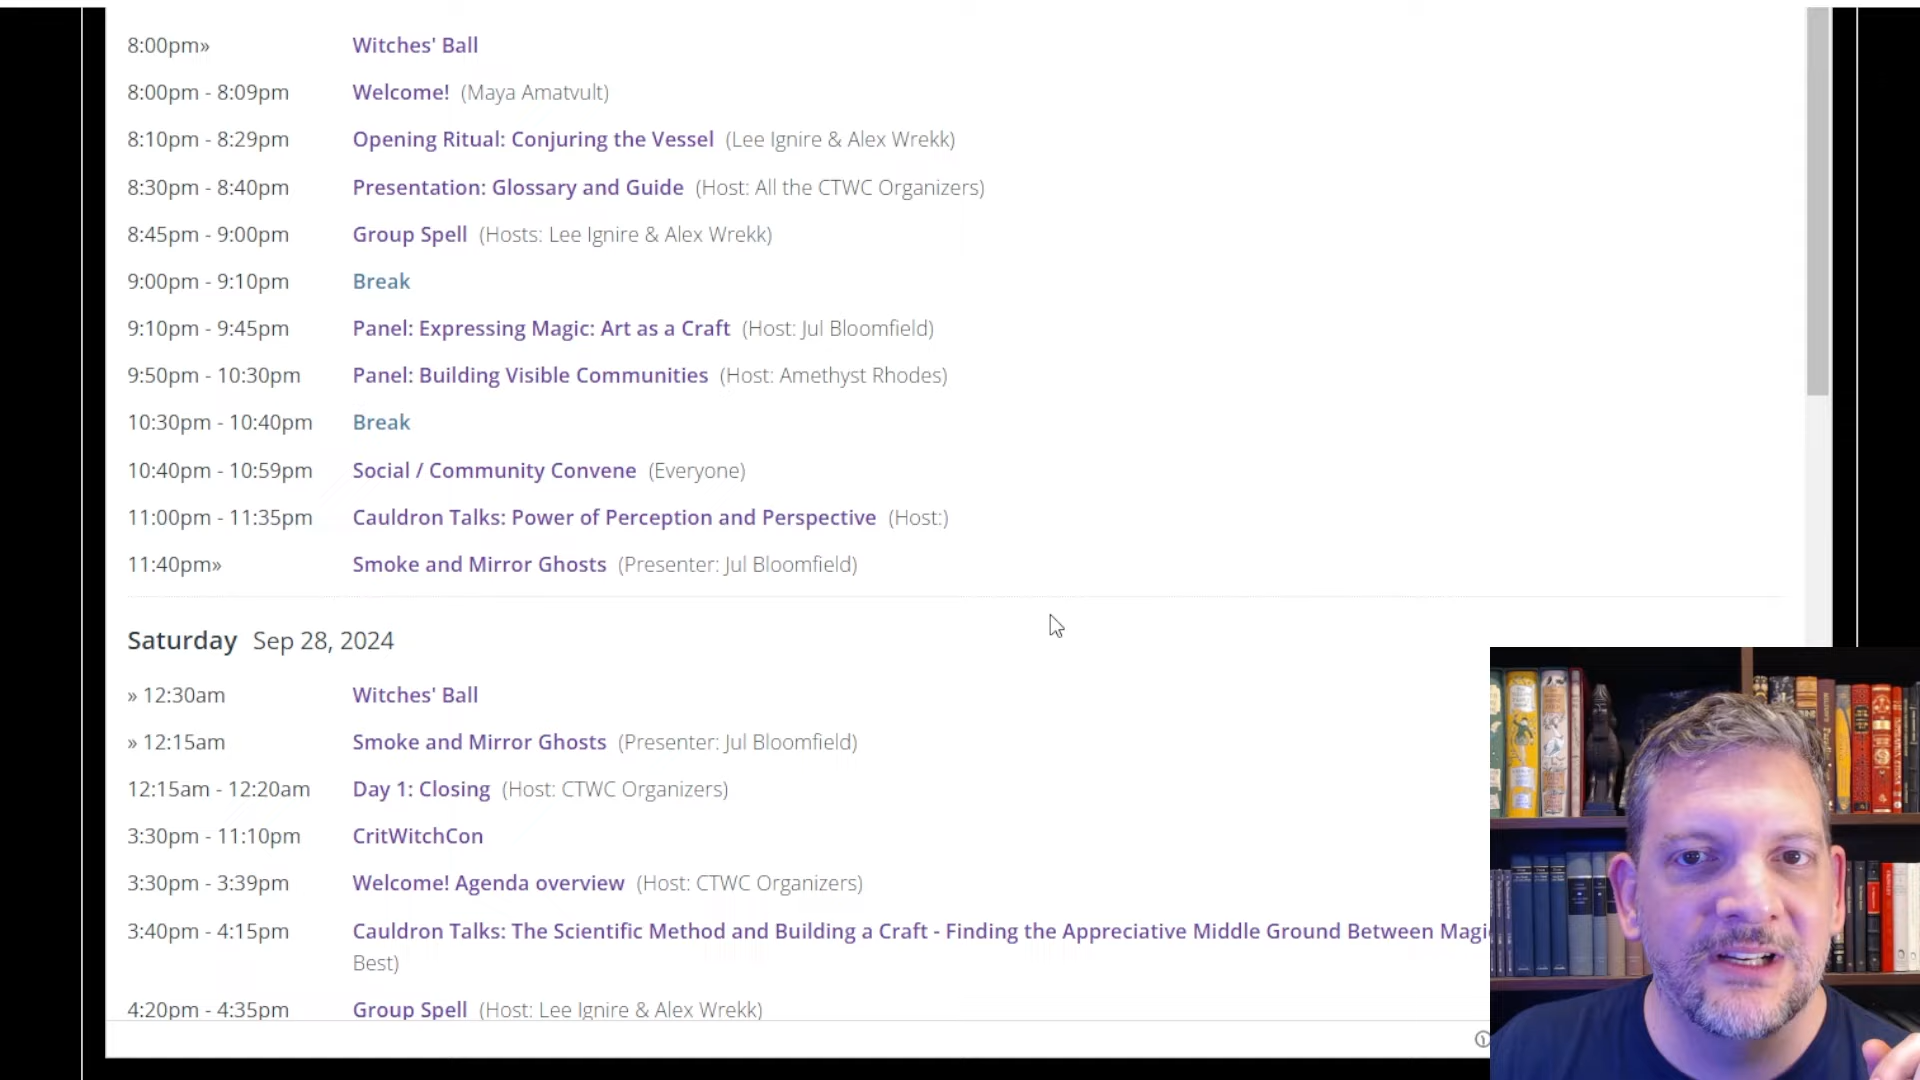 8:00pm» Witches' Ball
8:00pm - 8:09pm Welcome! (Maya Amatvult)
8:10pm - 8:29pm Opening Ritual: Conjuring the Vessel (Lee Ignire & Alex Wrekk)
8:30pm - 8:40pm Presentation: Glossary and Guide (Host: All the CTWC Organizers)
8:45pm - 9:00pm Group Spell (Hosts: Lee Ignire & Alex Wrekk)
9:00pm - 9:10pm Break
9:10pm - 9:45pm Panel: Expressing Magic: Art as a Craft (Host: Jul Bloomfield)
9:50pm - 10:30pm Panel: Building Visible Communities (Host: Amethyst Rhodes)
10:30pm - 10:40pm Break
10:40pm - 10:59pm Social / Community Convene (Everyone)
11:00pm - 11:35pm Cauldron Talks: Power of Perception and Perspective (Host:)
11:40pm» Smoke and Mirror Ghosts (Presenter: Jul Bloomfield)
Saturday Sep 28, 2024
» 12:30am Witches' Ball
» 12:15am Smoke and Mirror Ghosts (Presenter: Jul Bloomfield)
12:15am - 12:20am Day 1: Closing (Host: CTWC Organizers)
3:30pm - 11:10pm CritWitchCon
3:30pm - 3:39pm Welcome! Agenda overview (Host: CTWC Organizers)
3:40pm - 4:15pm Cauldron Talks: The Scientific Method and Building a Craft - Finding the Appreciative Middle Ground Between Magi
Best)
4:20pm - 4:35pm Group Spell (Host: Lee Ignire & Alex Wrekk)